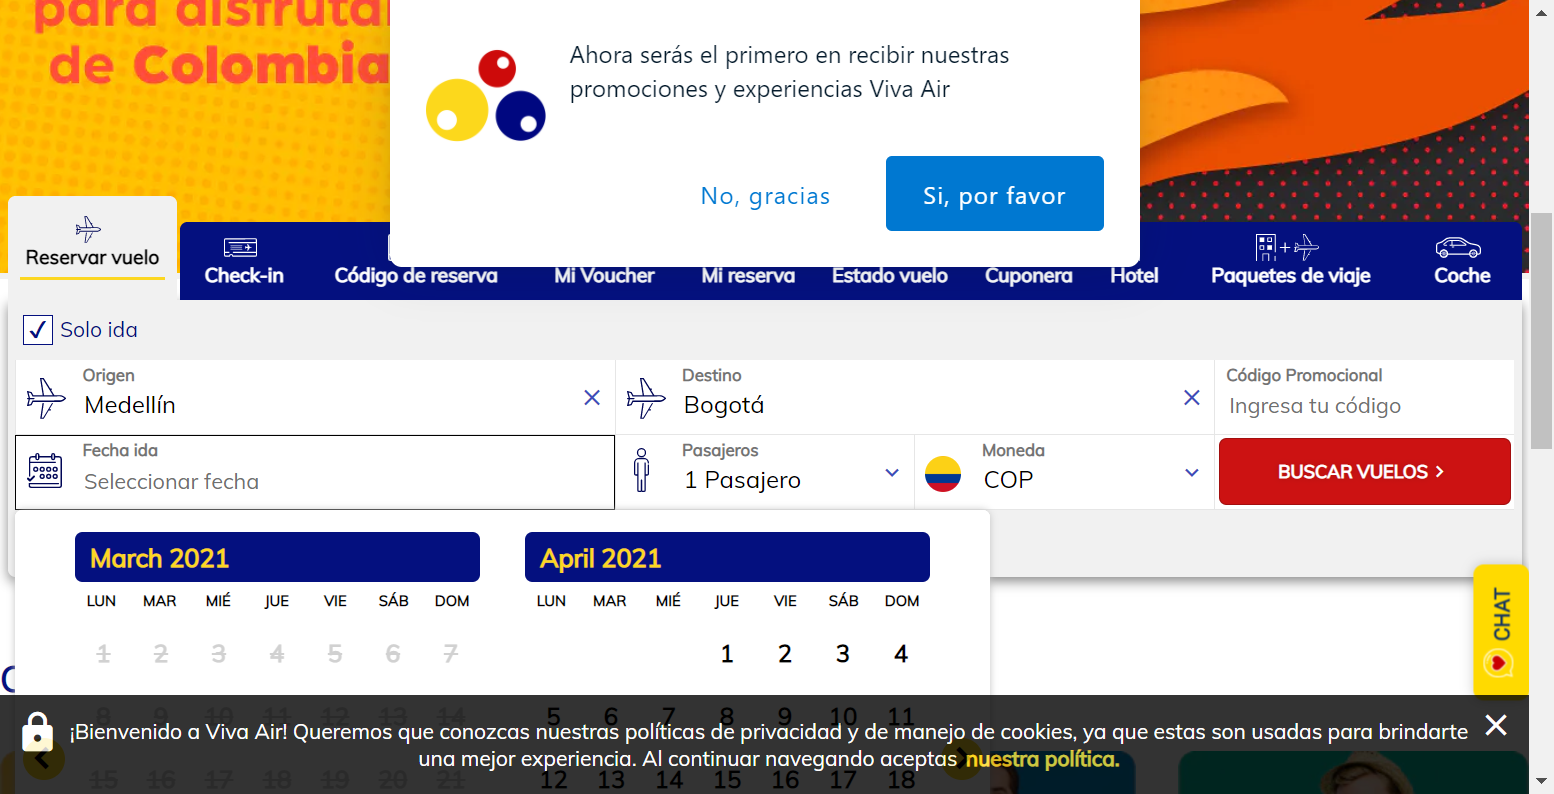 para disfruta
de Colombia
Ahora serás el primero en recibir nuestras
promociones y experiencias Viva Air
No, gracias
Si, por favor
Reservar vuelo
Check-in
Código de reserva
Mi Voucher
Mi reserva
Estado vuelo
Cuponera
Hotel
Paquetes de viaje
Coche
Solo ida
Origen
Medellín
Destino
Bogotá
Código Promocional
Ingresa tu código
Fecha ida
Seleccionar fecha
Pasajeros
1 Pasajero
Moneda
COP
BUSCAR VUELOS
March 2021
April 2021
LUN MAR MIÉ JUE VIE SÁB DOM
LUN MAR MIÉ JUE VIE SÁB DOM
1 2 3 4 5 6 7
1 2 3 4
8 9 10 11 12 13 14
5 6 7 8 9 10 11
15 16 17 18 19 20 21
12 13 14 15 16 17 18
CHAT
¡Bienvenido a Viva Air! Queremos que conozcas nuestras políticas de privacidad y de manejo de cookies, ya que estas son usadas para brindarte
una mejor experiencia. Al continuar navegando aceptas nuestra política.